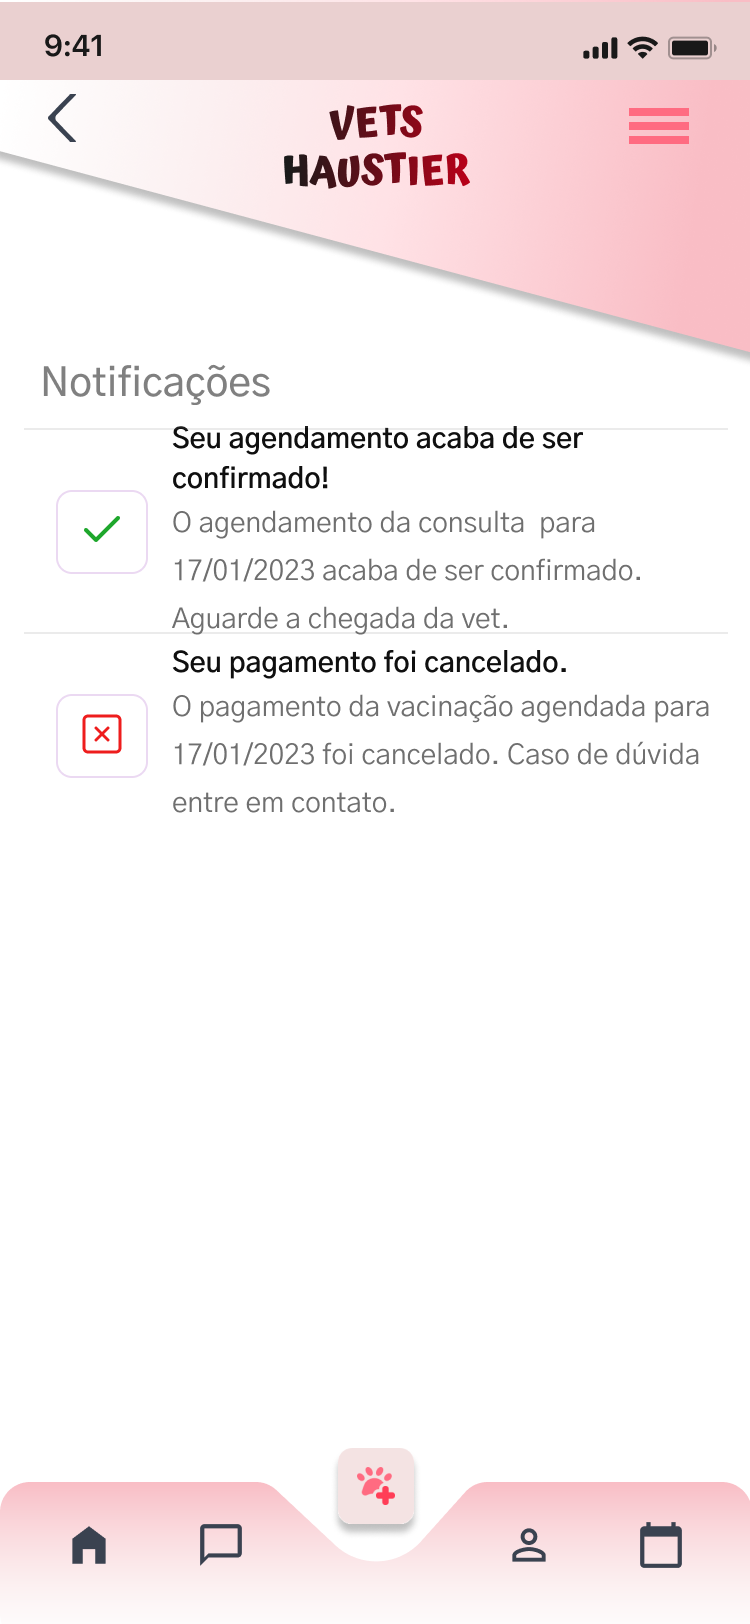 9:41
VETS
HAUSTIER
Notificações
Seu agendamento acaba de ser
confirmado!
O agendamento da consulta  para
17/01/2023 acaba de ser confirmado.
Aguarde a chegada da vet.
Seu pagamento foi cancelado.
O pagamento da vacinação agendada para
17/01/2023 foi cancelado. Caso de dúvida
entre em contato.